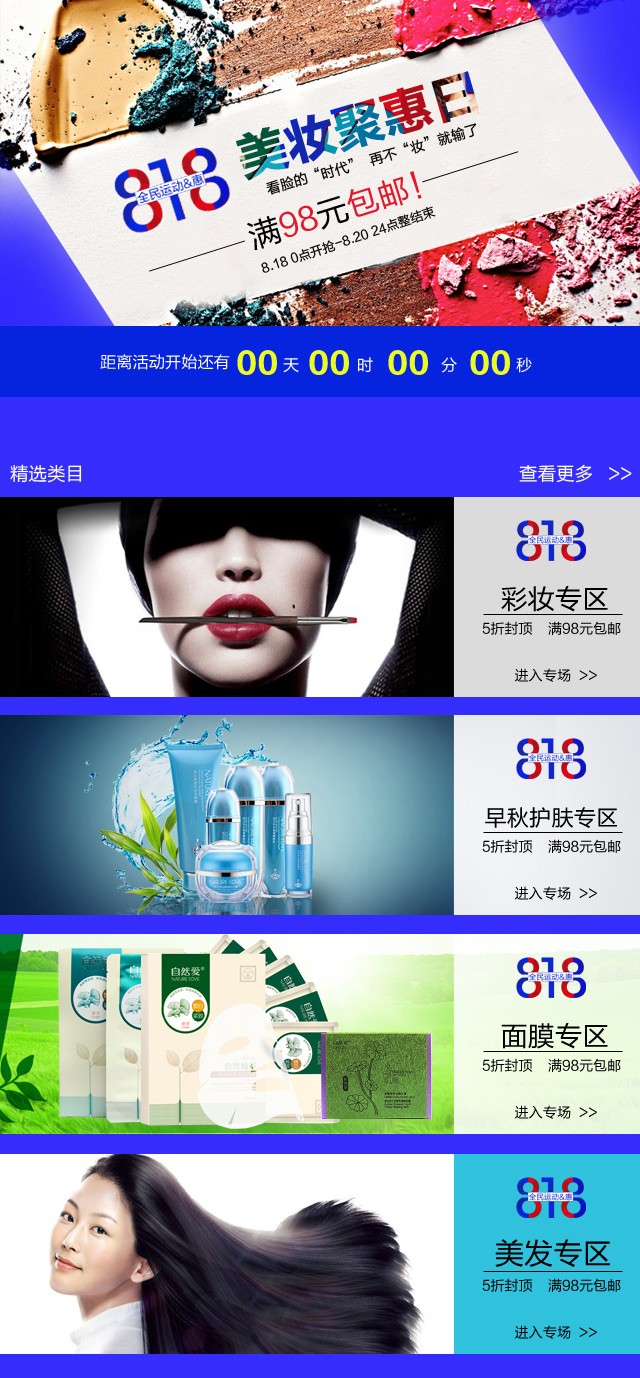 美妆聚惠日
818
全民运动&惠
看脸的“时代” 再不“妆”就输了
满98元包邮！
8.18 0点开抢-8.20 24点整结束
距离活动开始还有 00 天 00 时 00 分 00 秒
精选类目
查看更多 >>
818
全民运动&惠
彩妆专区
5折封顶 满98元包邮
进入专场 >>
818
全民运动&惠
早秋护肤专区
5折封顶 满98元包邮
进入专场 >>
自然爱
NATURE LOVE
818
全民运动&惠
面膜专区
5折封顶 满98元包邮
进入专场 >>
818
全民运动&惠
美发专区
5折封顶 满98元包邮
进入专场 >>